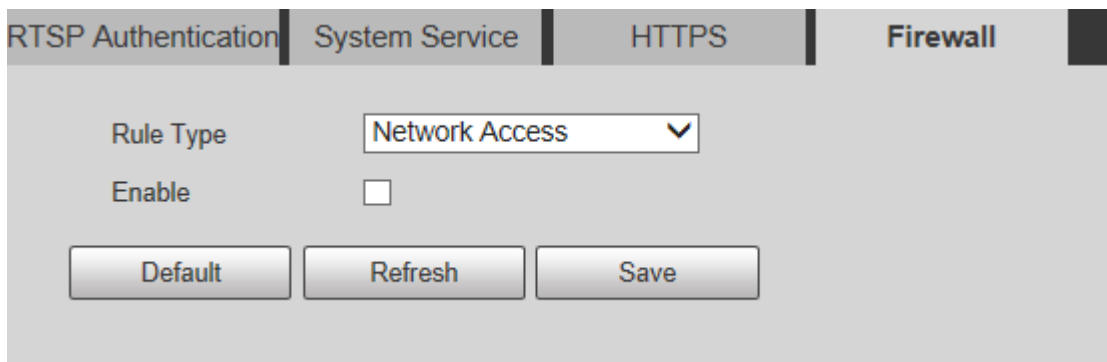 RTSP Authentication System Service HTTPS Firewall
Rule Type Network Access
Enable
Default Refresh Save